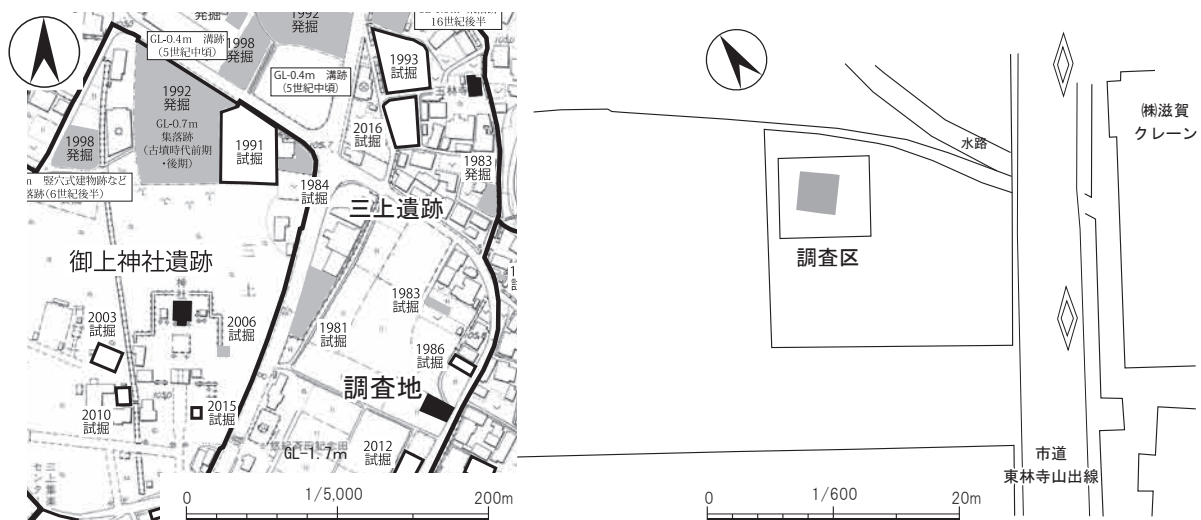 1992
発掘
1998
発掘
GL-0.4m 溝跡
(5世紀中頃)
16世紀後半
1993
試掘
GL-0.4m 溝跡
(5世紀中頃)
玉林寺
1992
発掘
GL-0.7m
集落跡
(古墳時代前期
・後期)
1998
発掘
1991
試掘
2016
試掘
1983
発掘
竪穴式建物跡など
落跡(6世紀後半)
1984
試掘
三上遺跡
御上神社遺跡
三
上
神
社
1983
試掘
2003
試掘
2006
試掘
1981
試掘
1986
試掘
調査地
2010
試掘
2015
試掘
2012
試掘
GL-1.7m
0
1/5,000
200m
水路
㈱滋賀
クレーン
調査区
市道
東林寺山出線
0
1/600
20m